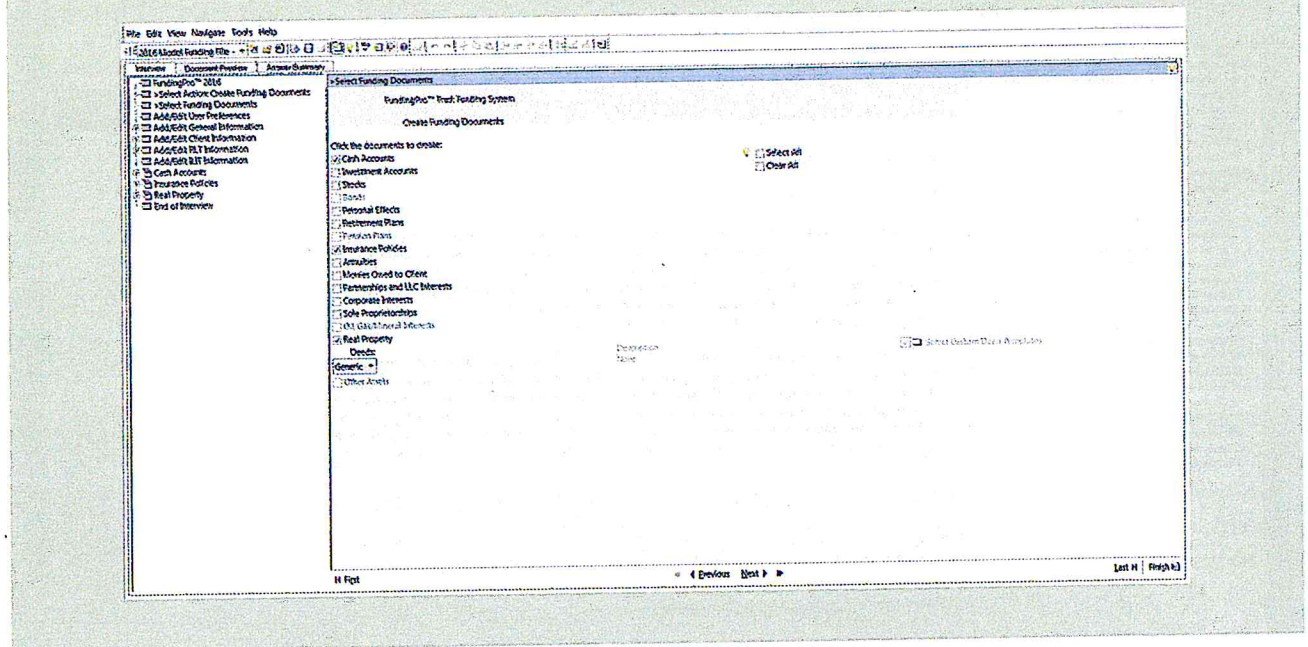 File Edit View Navigate Tools Help
2016 Model Funding File -
Interview Document Preview Answer Summary
FundingPro™ 2016
>Select Action: Create Funding Documents
>Select Funding Documents
Add/Edit User Preferences
Add/Edit General Information
Add/Edit Client Information
Add/Edit RLT Information
Add/Edit RJT Information
Cash Accounts
Insurance Policies
Real Property
End of Interview
>Select Funding Documents
FundingPro™ Trust Funding System
Create Funding Documents
Click the documents to create:
Cash Accounts
Select All
Investment Accounts
Clear All
Stocks
Bonds
Personal Effects
Retirement Plans
Pension Plans
Insurance Policies
Annuities
Monies Owed to Client
Partnerships and LLC Interests
Corporate Interests
Sole Proprietorships
Oil, Gas/Mineral Interests
Real Property
Deeds: Description Select Custom Deed Templates
Generic None
Other Assets
First Previous Next Last Finish